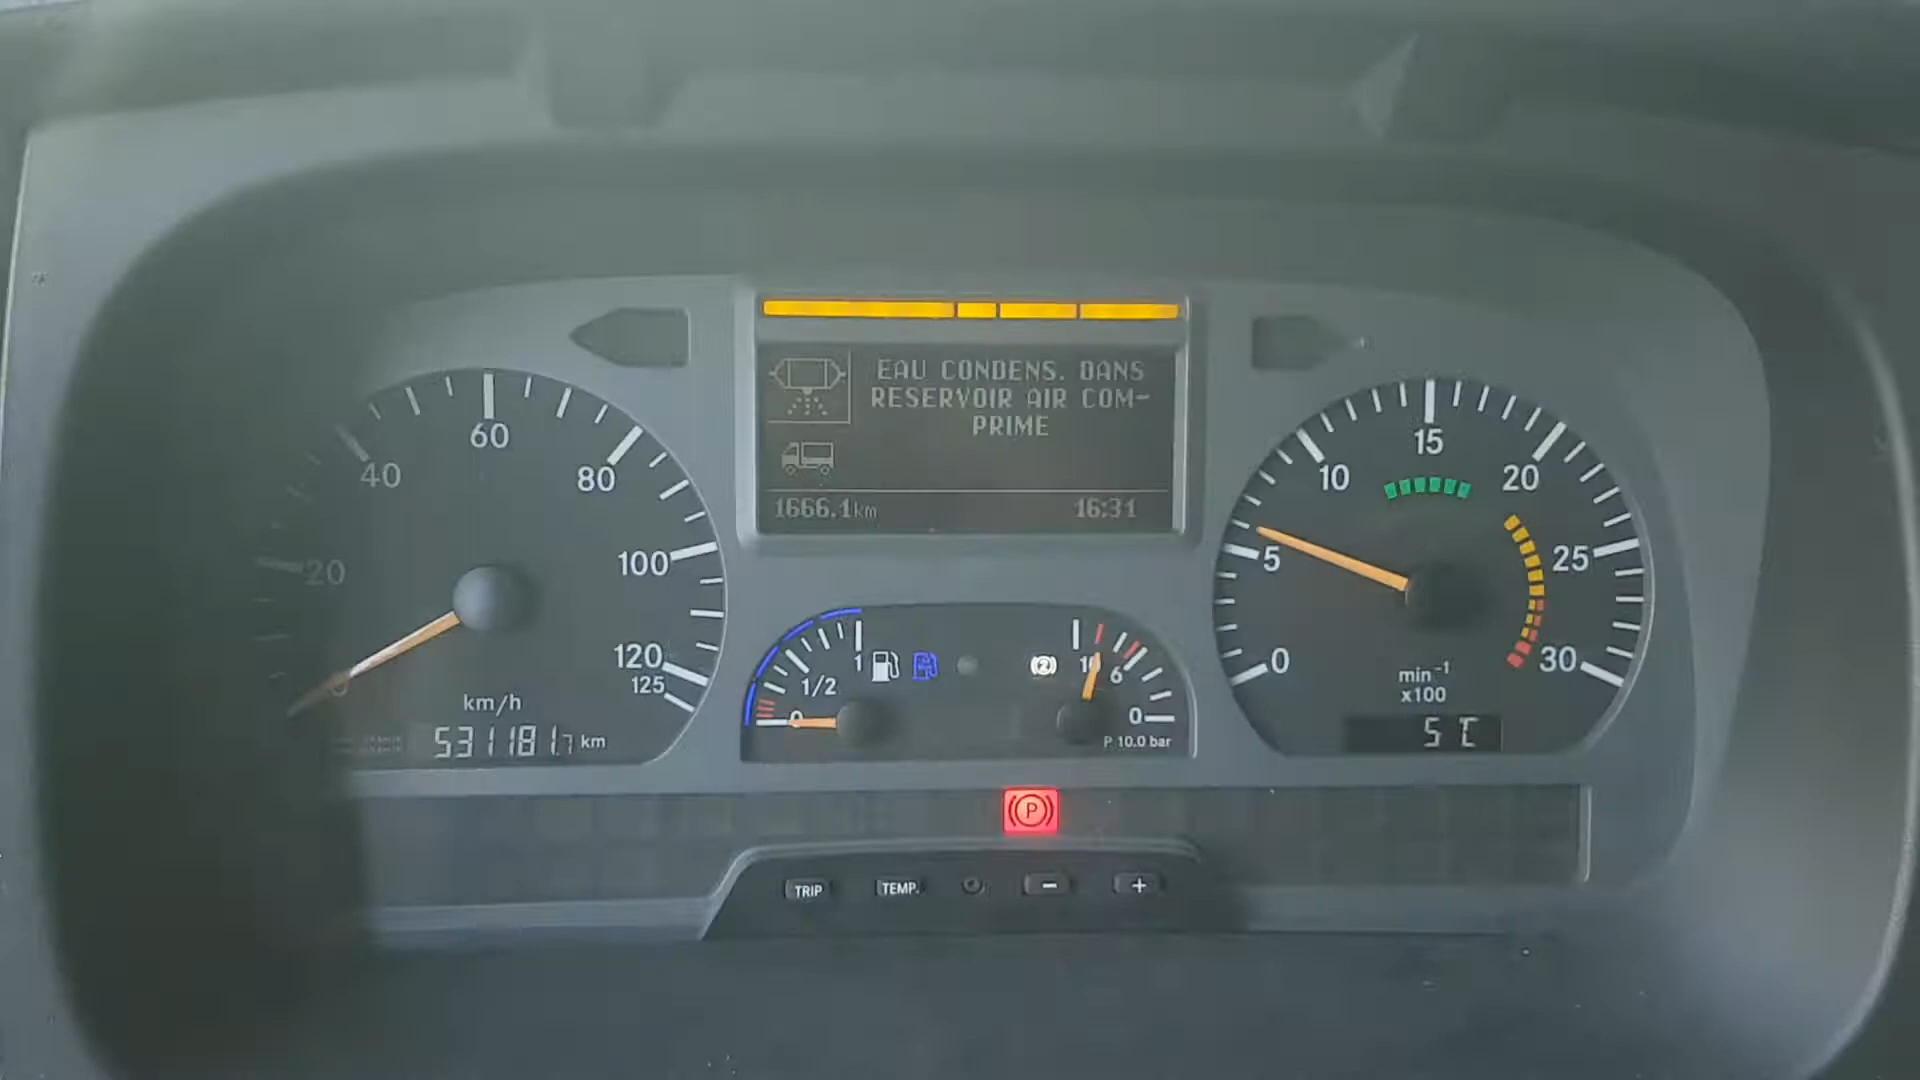 EAU CONDENS. DANS
RESERVOIR AIR COM-
PRIME
1666.1km 16:31
20
40
60
80
100
120
125
km/h
531181.7 km
0
5
10
15
20
25
30
min-1
x100
5 °C
0
1/2
1
10
6
0
2
P 10.0 bar
P
TRIP
TEMP.
-
+